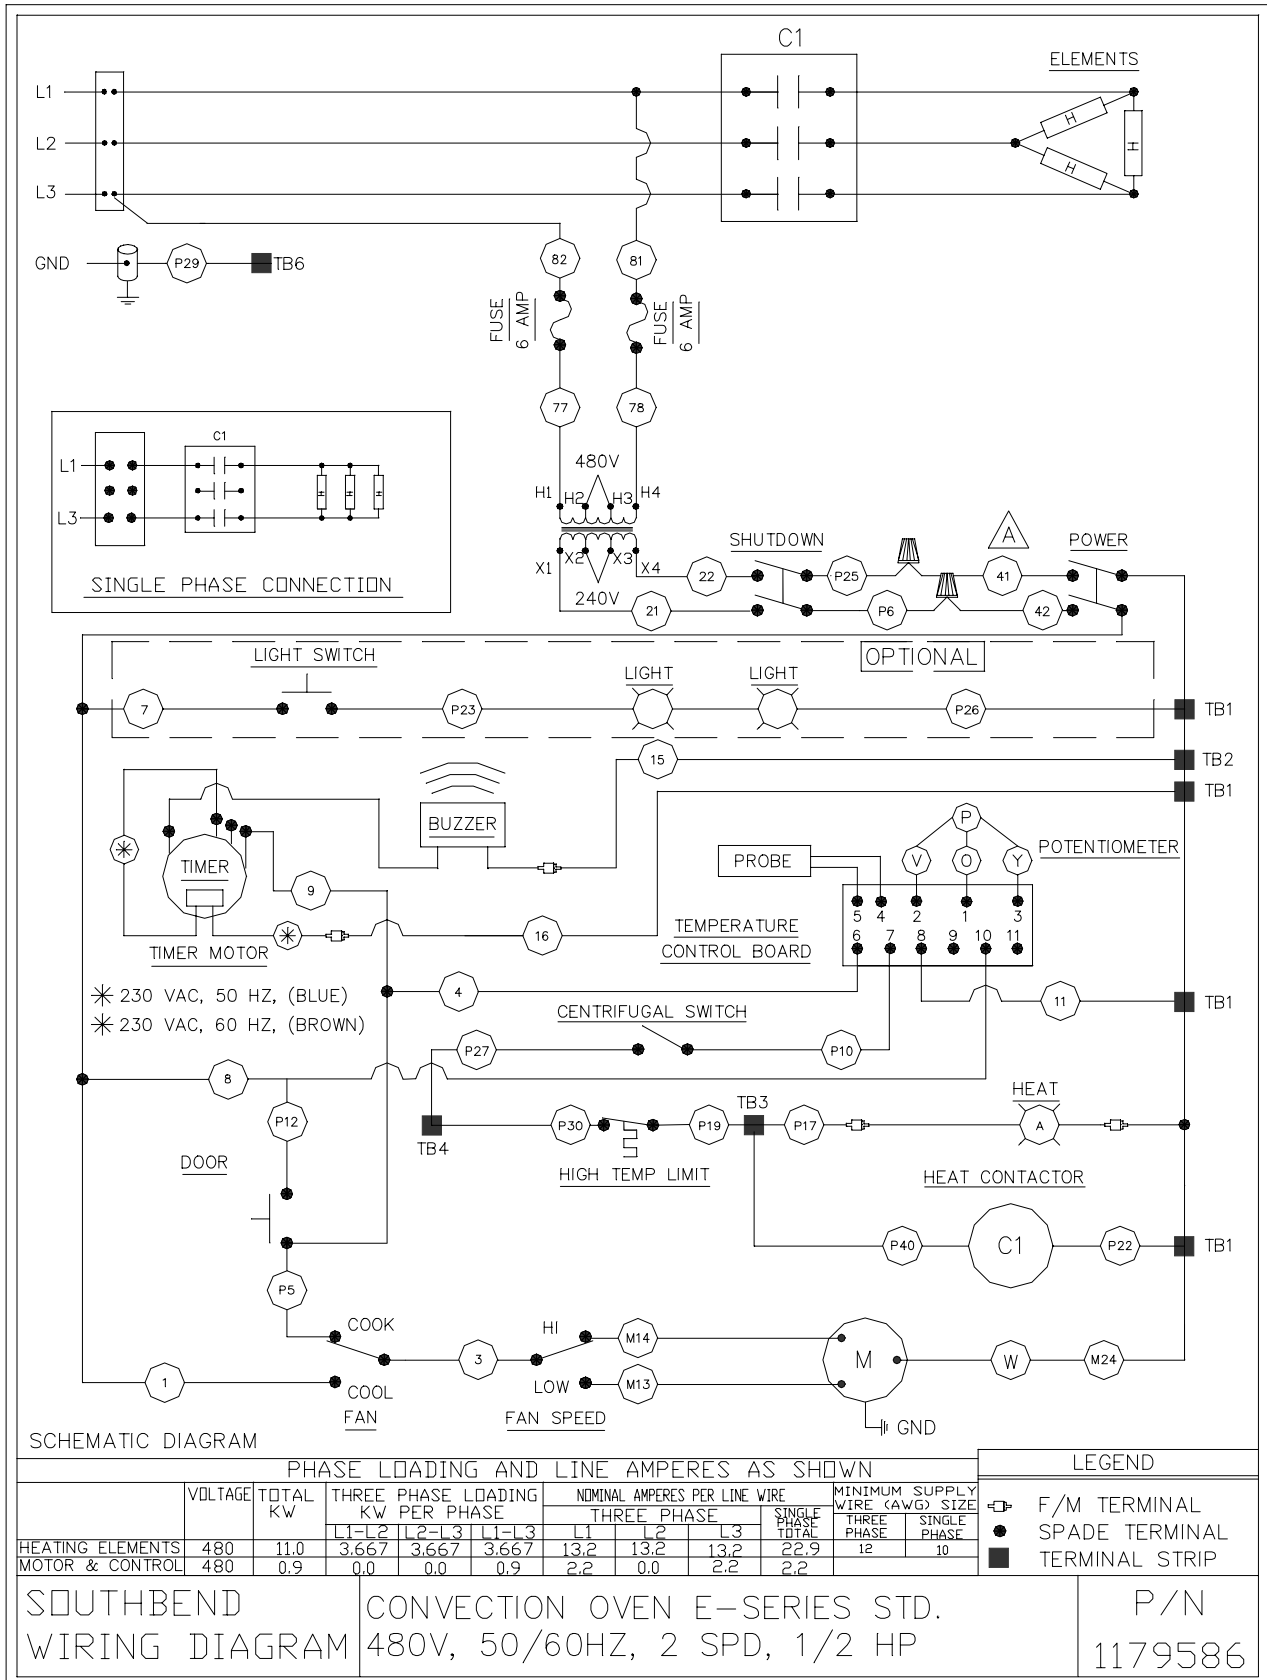 C1
ELEMENTS
L1
L2
L3
H
H
H
GND
P29
TB6
82
81
FUSE
6 AMP
FUSE
6 AMP
77
78
C1
L1
L3
H
H
H
SINGLE PHASE CONNECTION
480V
H1
H2
H3
H4
X1
X2
X3
X4
240V
SHUTDOWN
A
POWER
22
P25
41
21
P6
42
LIGHT SWITCH
OPTIONAL
LIGHT
LIGHT
7
P23
P26
TB1
15
TB2
TB1
BUZZER
TIMER
9
PROBE
P
V
O
Y
POTENTIOMETER
5 4 2 1 3
6 7 8 9 10 11
TEMPERATURE
CONTROL BOARD
16
TIMER MOTOR
230 VAC, 50 HZ, (BLUE)
230 VAC, 60 HZ, (BROWN)
4
11
TB1
CENTRIFUGAL SWITCH
P27
P10
8
P12
HEAT
TB3
P30
P19
P17
A
TB4
HIGH TEMP LIMIT
DOOR
HEAT CONTACTOR
P40
C1
P22
TB1
P5
COOK
HI
M14
3
M
W
M24
1
COOL
LOW
M13
FAN
FAN SPEED
GND
SCHEMATIC DIAGRAM
PHASE LOADING AND LINE AMPERES AS SHOWN
VOLTAGE
TOTAL
KW
THREE PHASE LOADING
KW PER PHASE
L1-L2 L2-L3 L1-L3
NOMINAL AMPERES PER LINE WIRE
THREE PHASE
L1 L2 L3
SINGLE
PHASE
TOTAL
MINIMUM SUPPLY
WIRE (AWG) SIZE
THREE
PHASE
SINGLE
PHASE
HEATING ELEMENTS 480 11.0 3.667 3.667 3.667 13.2 13.2 13.2 22.9 12 10
MOTOR & CONTROL 480 0.9 0.0 0.0 0.9 2.2 0.0 2.2 2.2
LEGEND
F/M TERMINAL
SPADE TERMINAL
TERMINAL STRIP
SOUTHBEND
WIRING DIAGRAM
CONVECTION OVEN E-SERIES STD.
480V, 50/60HZ, 2 SPD, 1/2 HP
P/N
1179586